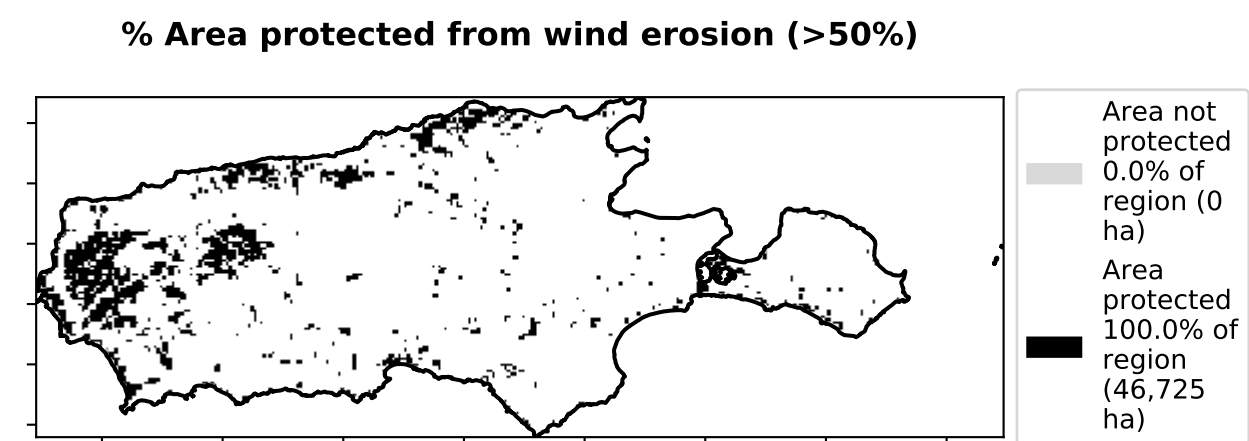 % Area protected from wind erosion (>50%)
Area not
protected
0.0% of
region (0
ha)
Area
protected
100.0% of
region
(46,725
ha)